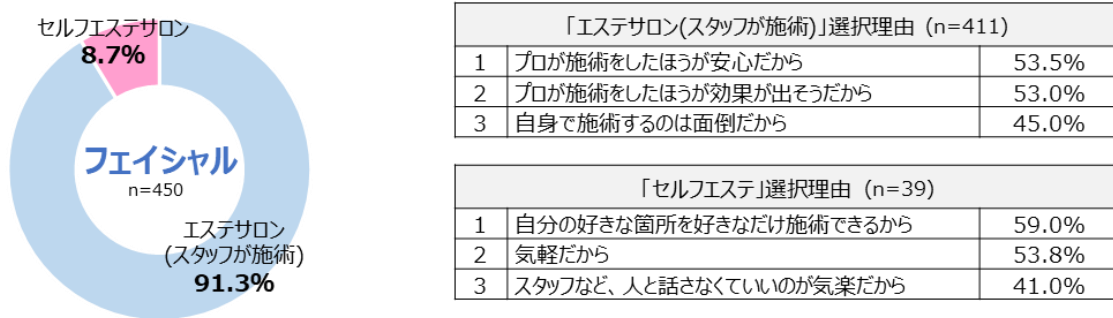 セルフエステサロン
8.7%
フェイシャル
n=450
エステサロン
(スタッフが施術)
91.3%
「エステサロン(スタッフが施術)」選択理由 (n=411)
1 プロが施術をしたほうが安心だから 53.5%
2 プロが施術をしたほうが効果が出そうだから 53.0%
3 自身で施術するのは面倒だから 45.0%
「セルフエステ」選択理由 (n=39)
1 自分の好きな箇所を好きなだけ施術できるから 59.0%
2 気軽だから 53.8%
3 スタッフなど、人と話さなくていいのが気楽だから 41.0%